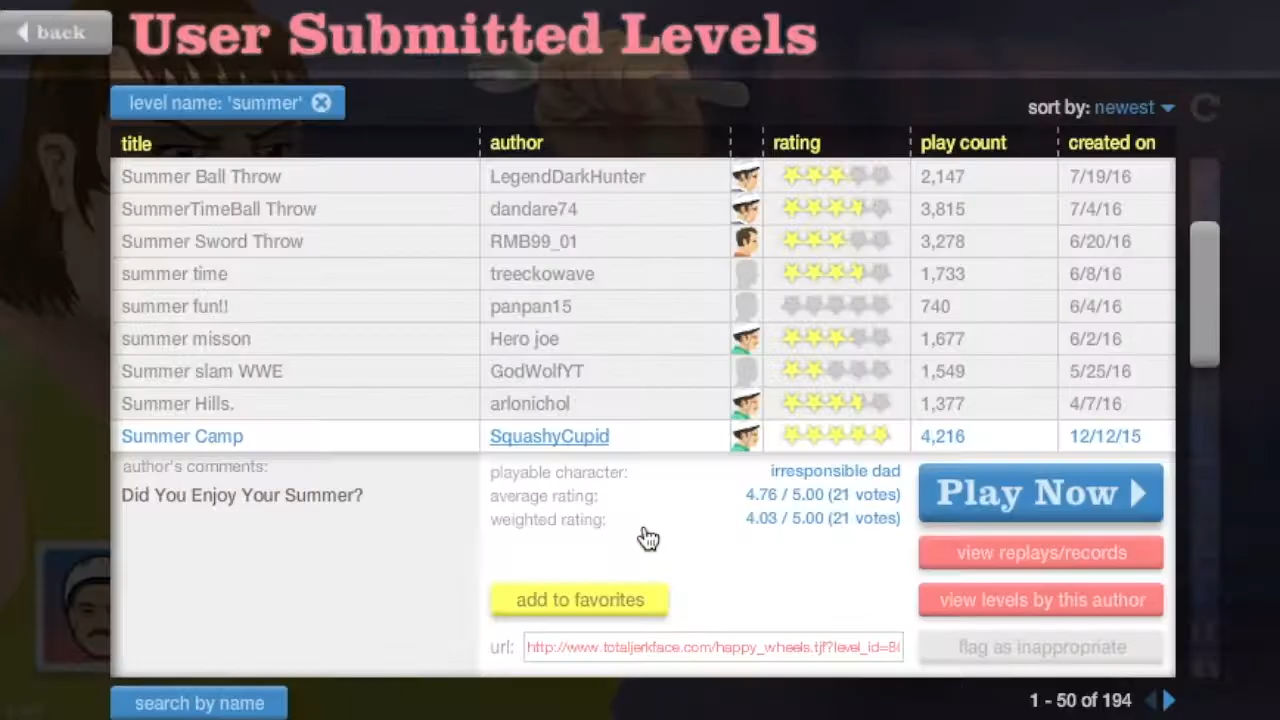 back
User Submitted Levels
level name: 'summer'
sort by: newest
title author rating play count created on
Summer Ball Throw LegendDarkHunter 2,147 7/19/16
SummerTimeBall Throw dandare74 3,815 7/4/16
Summer Sword Throw RMB99_01 3,278 6/20/16
summer time treeckowave 1,733 6/8/16
summer fun!! panpan15 740 6/4/16
summer misson Hero joe 1,677 6/2/16
Summer slam WWE GodWolfYT 1,549 5/25/16
Summer Hills. arlonichol 1,377 4/7/16
Summer Camp SquashyCupid 4,216 12/12/15
author's comments:
Did You Enjoy Your Summer?
playable character: irresponsible dad
average rating: 4.76 / 5.00 (21 votes)
weighted rating: 4.03 / 5.00 (21 votes)
Play Now
view replays/records
add to favorites
view levels by this author
url: http://www.totaljerkface.com/happy_wheels.tjf?level_id=8
flag as inappropriate
search by name
1 - 50 of 194